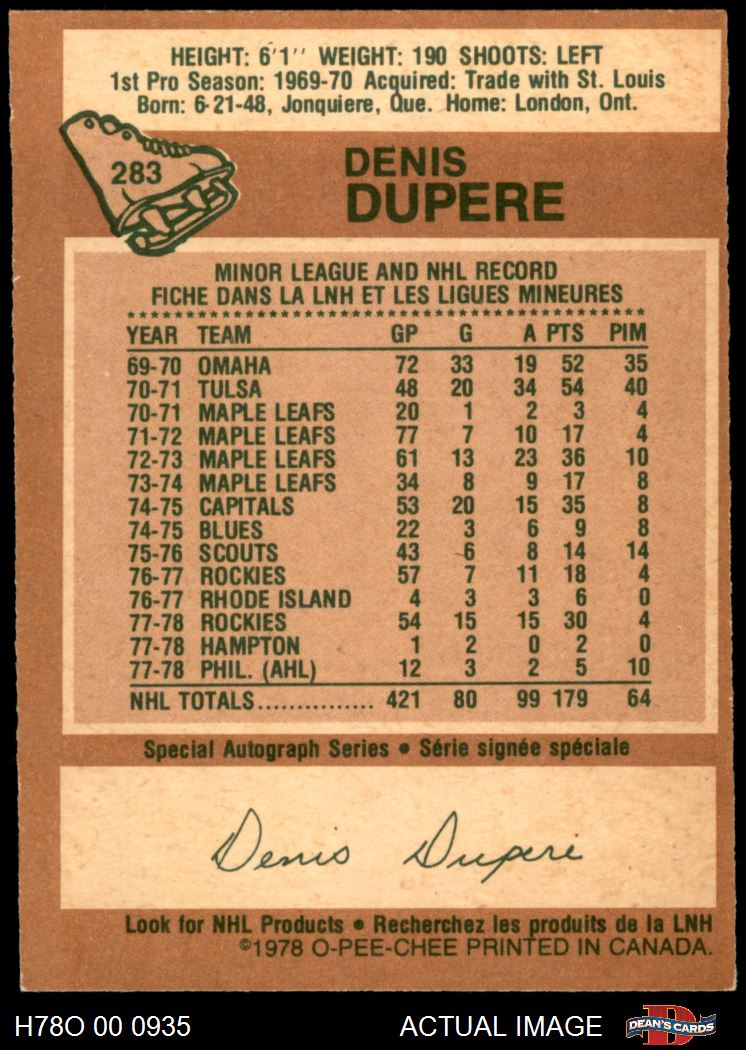 HEIGHT: 6'1'' WEIGHT: 190 SHOOTS: LEFT
1st Pro Season: 1969-70 Acquired: Trade with St. Louis
Born: 6-21-48, Jonquiere, Que. Home: London, Ont.
283
DENIS
DUPERE
MINOR LEAGUE AND NHL RECORD
FICHE DANS LA LNH ET LES LIGUES MINEURES
YEAR TEAM GP G A PTS PIM
69-70 OMAHA 72 33 19 52 35
70-71 TULSA 48 20 34 54 40
70-71 MAPLE LEAFS 20 1 2 3 4
71-72 MAPLE LEAFS 77 7 10 17 4
72-73 MAPLE LEAFS 61 13 23 36 10
73-74 MAPLE LEAFS 34 8 9 17 8
74-75 CAPITALS 53 20 15 35 8
74-75 BLUES 22 3 6 9 8
75-76 SCOUTS 43 6 8 14 14
76-77 ROCKIES 57 7 11 18 4
76-77 RHODE ISLAND 4 3 3 6 0
77-78 ROCKIES 54 15 15 30 4
77-78 HAMPTON 1 2 0 2 0
77-78 PHIL. (AHL) 12 3 2 5 10
NHL TOTALS................ 421 80 99 179 64
Special Autograph Series • Série signée spéciale
Denis Duperé
Look for NHL Products • Recherchez les produits de la LNH
©1978 O-PEE-CHEE PRINTED IN CANADA.
H78O 00 0935 ACTUAL IMAGE DEAN'S CARDS